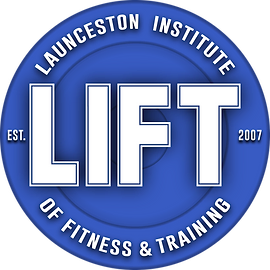 LAUNCESTON INSTITUTE
EST.
LIFT
2007
OF FITNESS & TRAINING